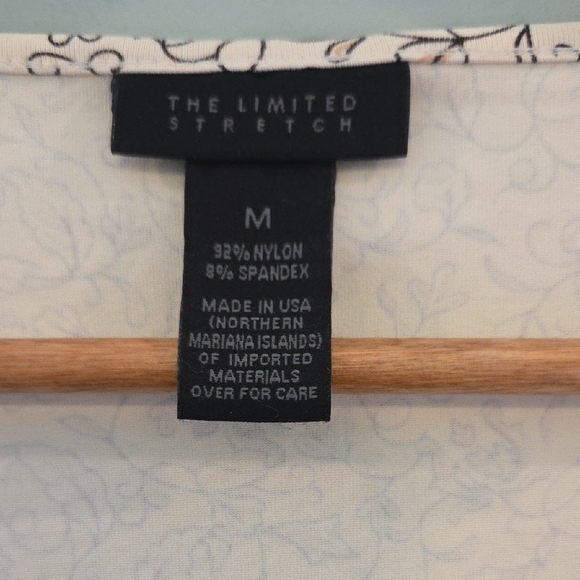 THE LIMITED
STRETCH
M
92% NYLON
8% SPANDEX
MADE IN USA
(NORTHERN
MARIANA ISLANDS)
OF IMPORTED
MATERIALS
OVER FOR CARE